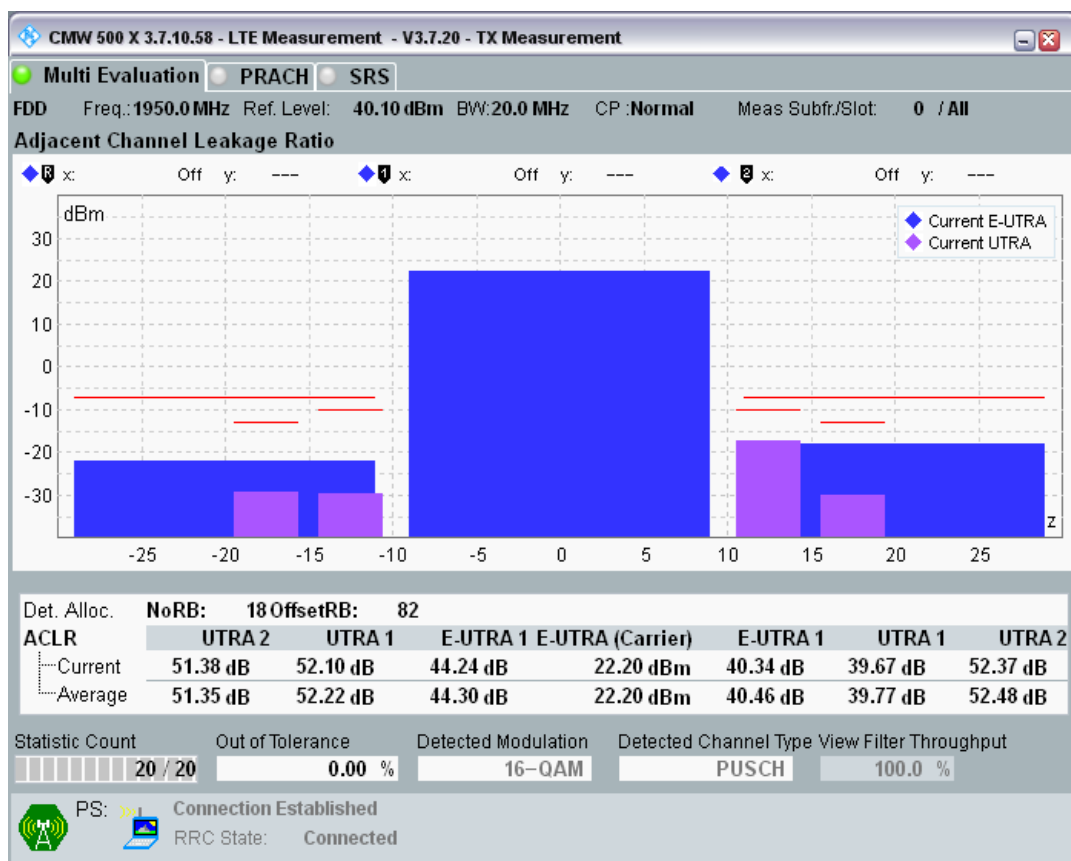 CMW 500 X 3.7.10.58 - LTE Measurement - V3.7.20 - TX Measurement
Multi Evaluation PRACH SRS
FDD Freq.: 1950.0 MHz Ref. Level: 40.10 dBm BW: 20.0 MHz CP : Normal Meas Subfr./Slot: 0 / All
Adjacent Channel Leakage Ratio
R x: Off y: --- 1 x: Off y: --- 2 x: Off y: ---
dBm
Current E-UTRA
Current UTRA
30
20
10
0
-10
-20
-30
z
-25 -20 -15 -10 -5 0 5 10 15 20 25
Det. Alloc. NoRB: 18 OffsetRB: 82
ACLR UTRA 2 UTRA 1 E-UTRA 1 E-UTRA (Carrier) E-UTRA 1 UTRA 1 UTRA 2
Current 51.38 dB 52.10 dB 44.24 dB 22.20 dBm 40.34 dB 39.67 dB 52.37 dB
Average 51.35 dB 52.22 dB 44.30 dB 22.20 dBm 40.46 dB 39.77 dB 52.48 dB
Statistic Count Out of Tolerance Detected Modulation Detected Channel Type View Filter Throughput
20 / 20 0.00 % 16-QAM PUSCH 100.0 %
PS: Connection Established
RRC State: Connected